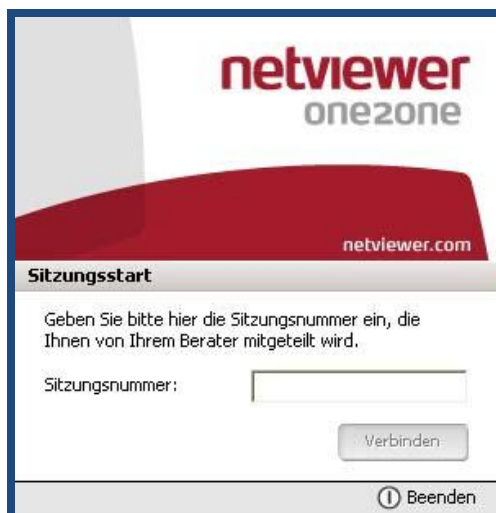 netviewer
one2one
netviewer.com
Sitzungsstart
Geben Sie bitte hier die Sitzungsnummer ein, die
Ihnen von Ihrem Berater mitgeteilt wird.
Sitzungsnummer:
Verbinden
Beenden